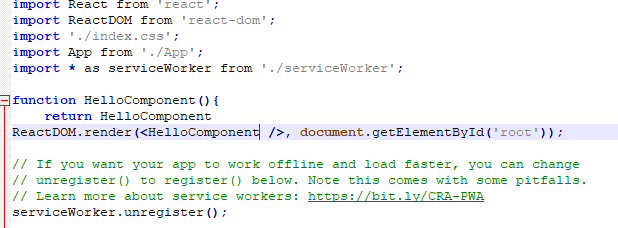 import React from 'react';
import ReactDOM from 'react-dom';
import './index.css';
import App from './App';
import * as serviceWorker from './serviceWorker';
function HelloComponent(){
return HelloComponent
ReactDOM.render(<HelloComponent />, document.getElementById('root'));
// If you want your app to work offline and load faster, you can change
// unregister() to register() below. Note this comes with some pitfalls.
// Learn more about service workers: https://bit.ly/CRA-PWA
serviceWorker.unregister();